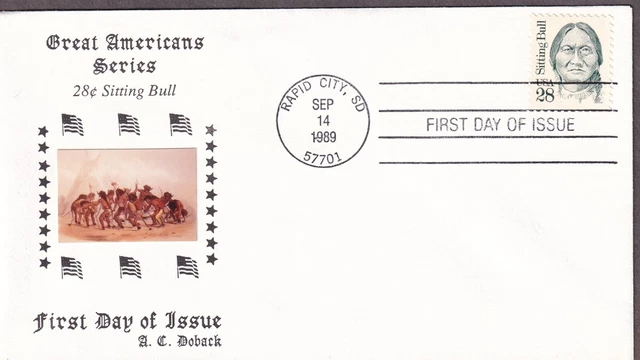 Great Americans
Series
28¢ Sitting Bull
First Day of Issue
A. C. Doback
RAPID CITY, SD
SEP
14
1989
57701
FIRST DAY OF ISSUE
Sitting Bull
USA
28